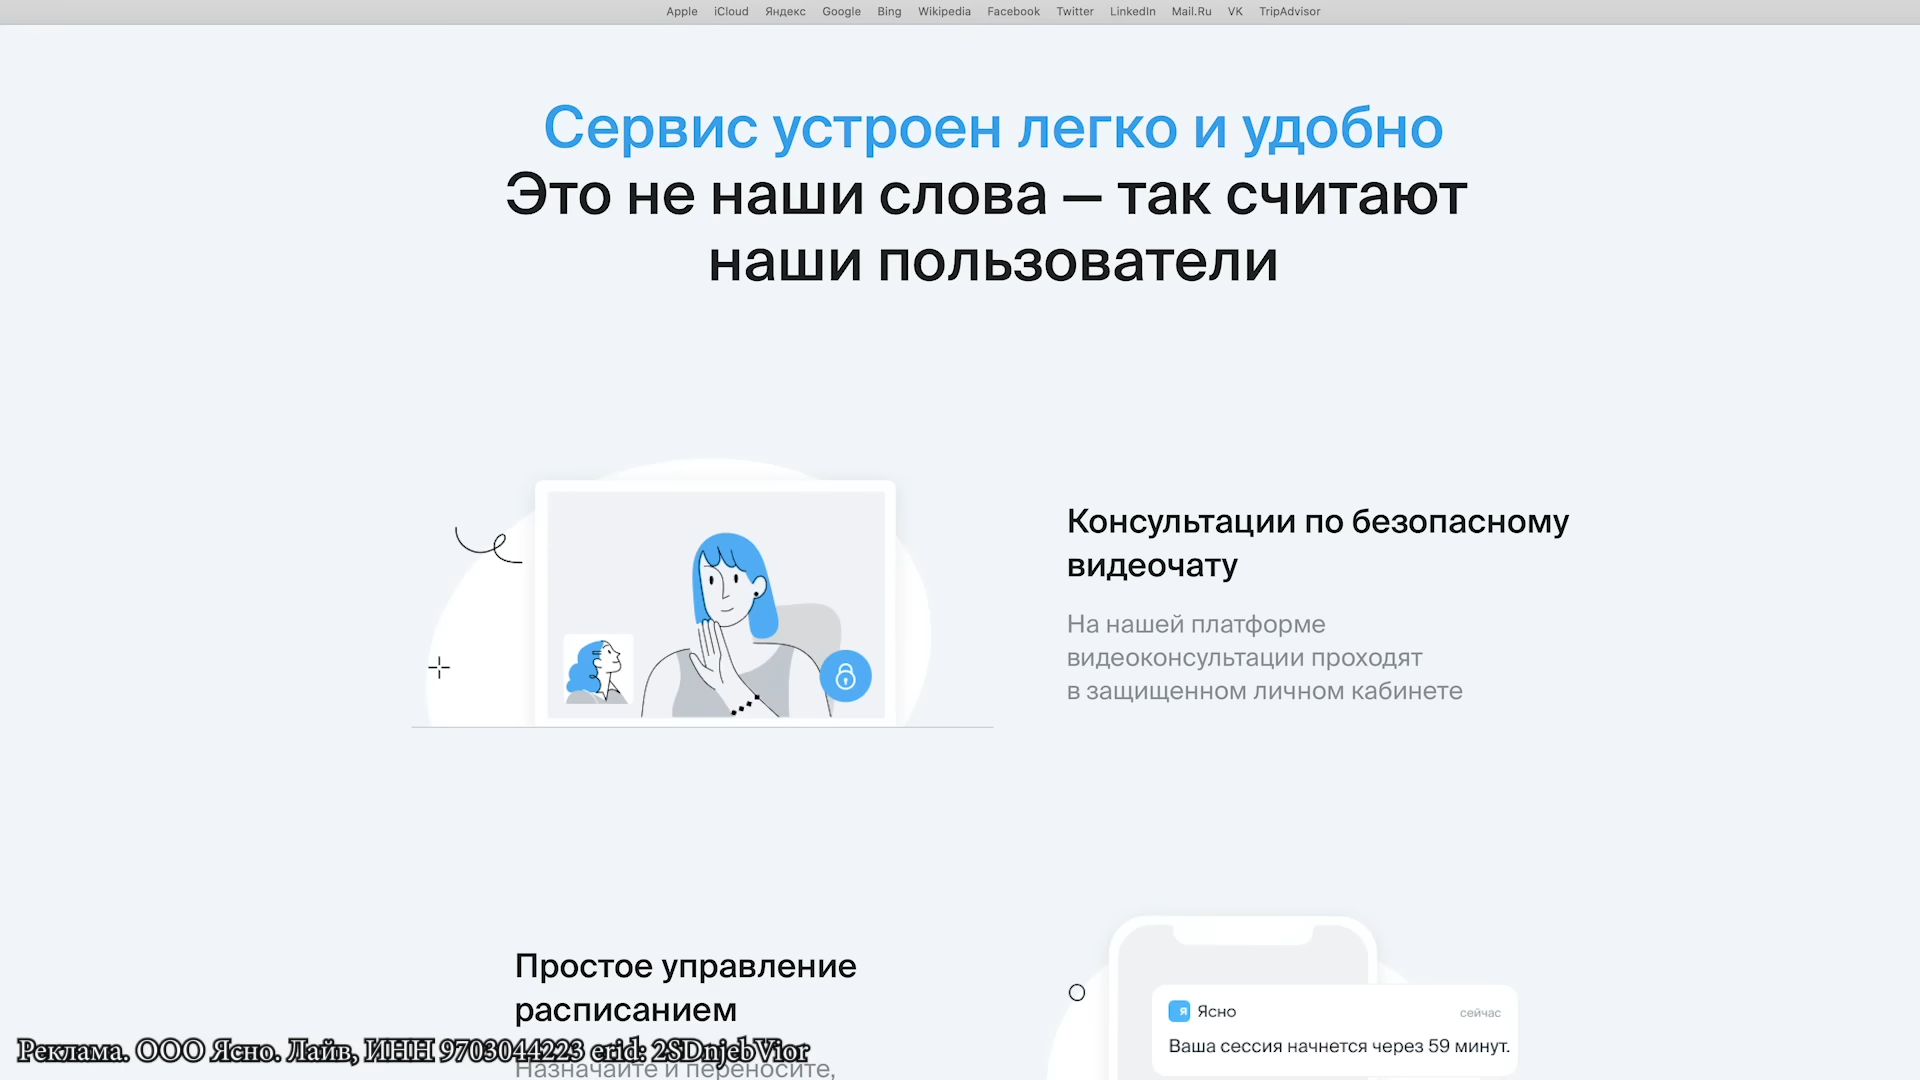 Apple iCloud Яндекс Google Bing Wikipedia Facebook Twitter LinkedIn Mail.Ru VK TripAdvisor
Сервис устроен легко и удобно
Это не наши слова — так считают
наши пользователи
Консультации по безопасному
видеочату
На нашей платформе
видеоконсультации проходят
в защищенном личном кабинете
Простое управление
расписанием
Назначайте и переносите,
Я Ясно сейчас
Ваша сессия начнется через 59 минут.
Реклама. ООО Ясно. Лайв, ИНН 9703044223 erid: 2SDnjebVior